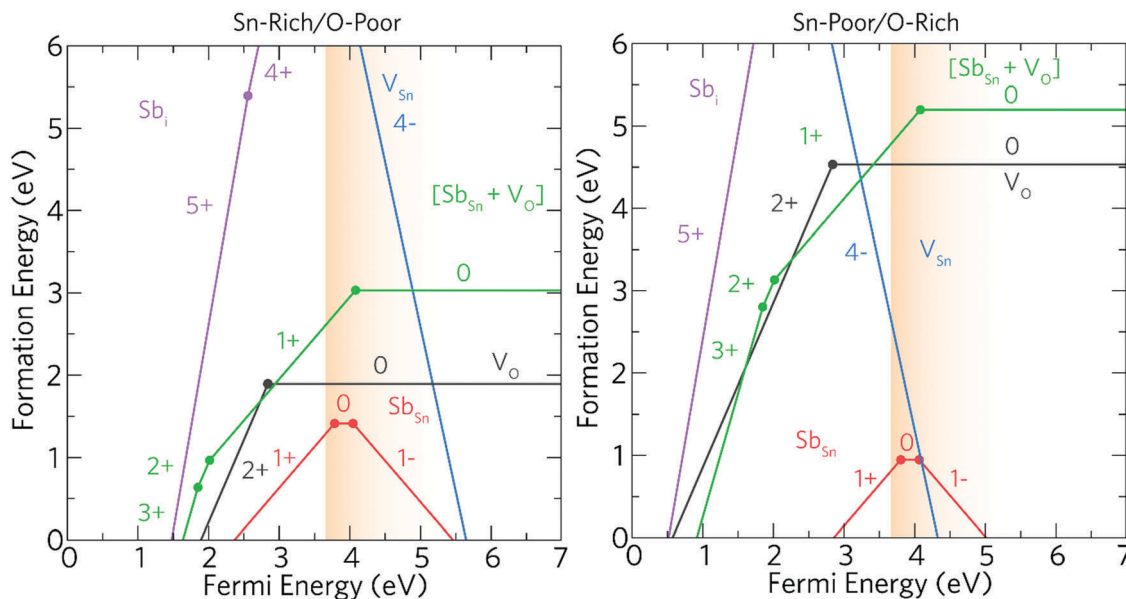 Sn-Rich/O-Poor
Formation Energy (eV)
6
5
4
3
2
1
0
4+
Sb_i
5+
V_Sn
4-
[Sb_Sn + V_O]
0
1+
0
V_O
0
Sb_Sn
2+
2+
1+
1-
3+
0 1 2 3 4 5 6 7
Fermi Energy (eV)
Sn-Poor/O-Rich
Formation Energy (eV)
6
5
4
3
2
1
0
[Sb_Sn + V_O]
0
Sb_i
1+
0
V_O
2+
5+
4-
V_Sn
2+
3+
Sb_Sn
0
1+
1-
0 1 2 3 4 5 6 7
Fermi Energy (eV)